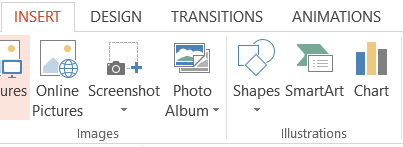 INSERT DESIGN TRANSITIONS ANIMATIONS
ures Online Pictures Screenshot Photo Album Shapes SmartArt Chart
Images Illustrations